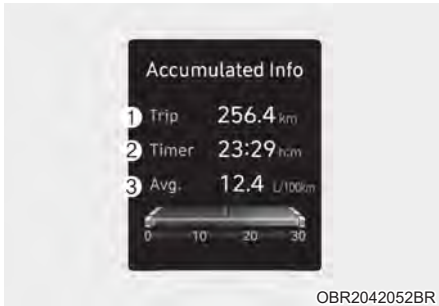 Accumulated Info
1 Trip 256.4 km
2 Timer 23:29 h:m
3 Avg. 12.4 L/100km
0 10 20 30
OBR2042052BR